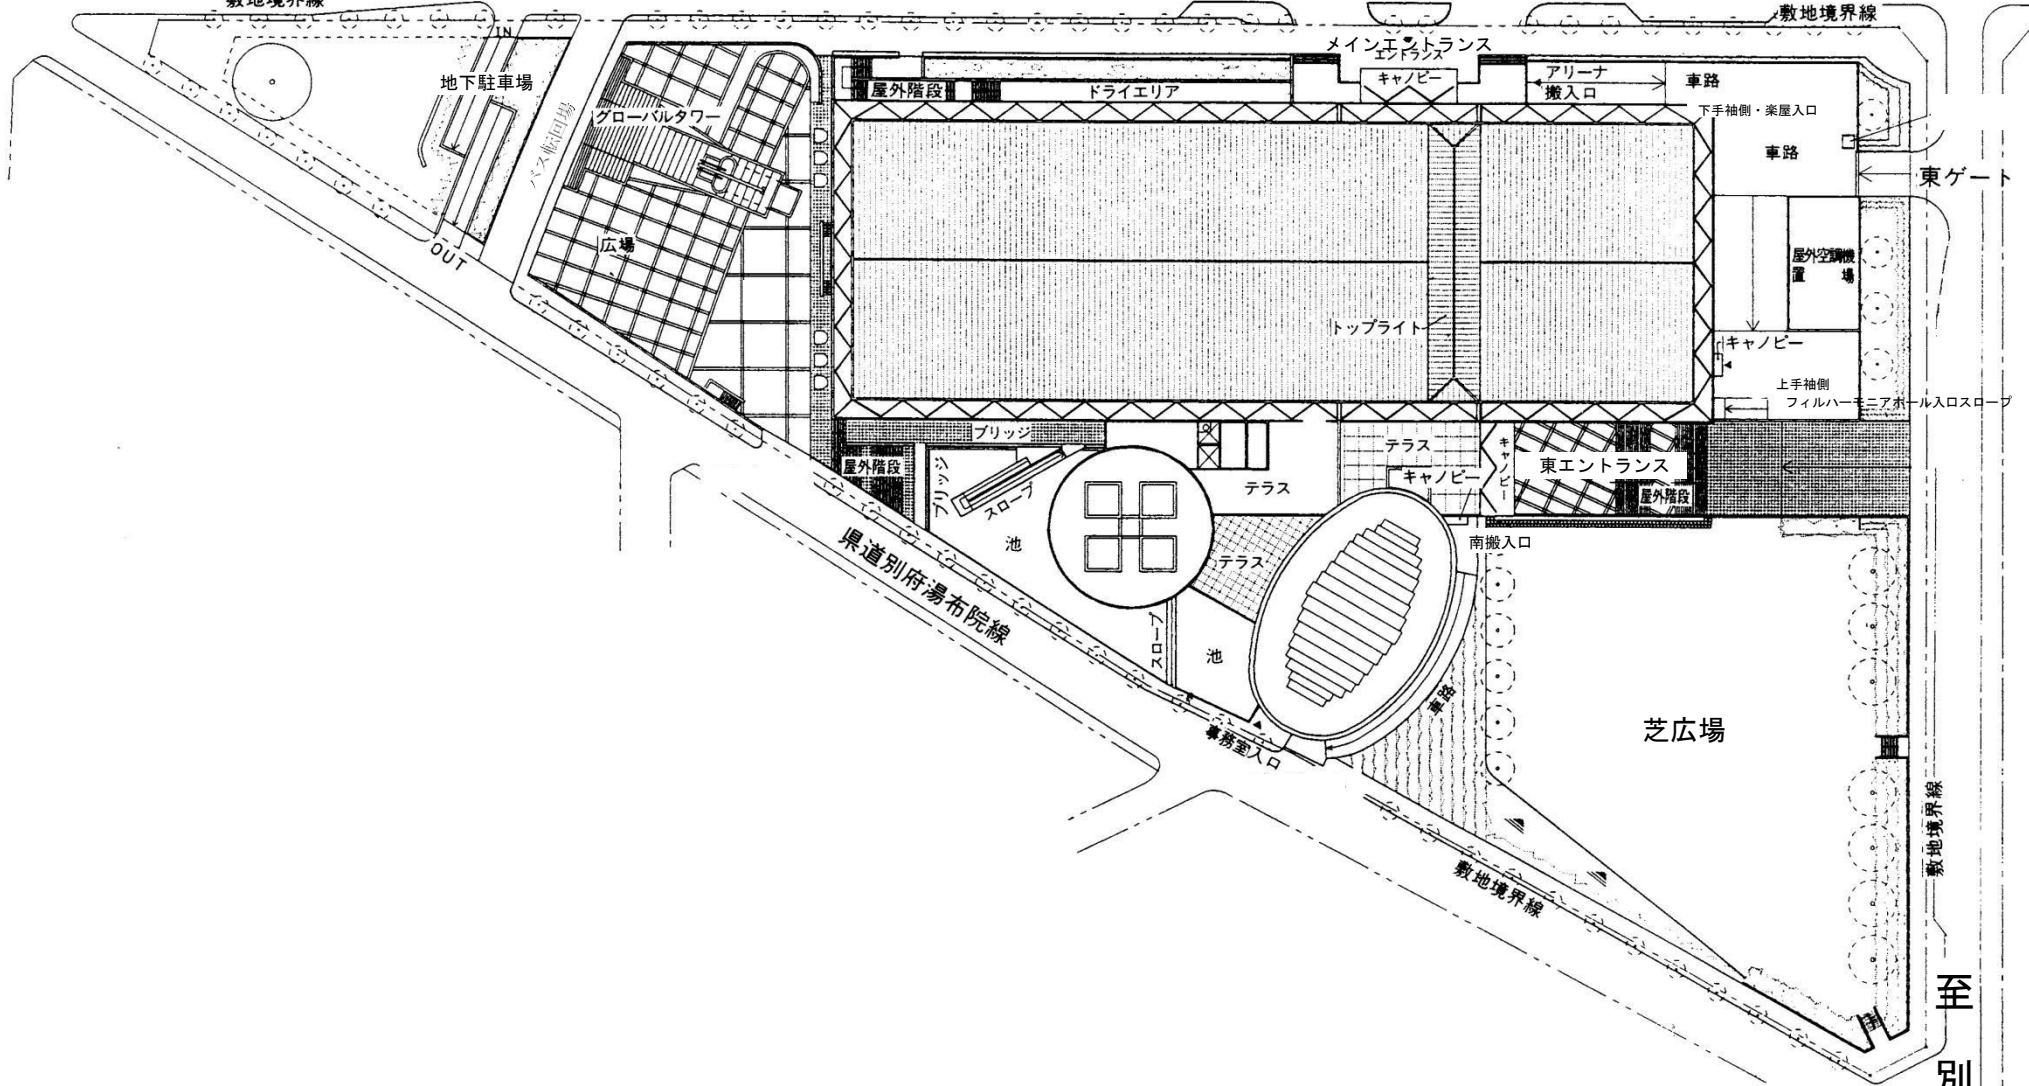 敷地境界線
敷地境界線
IN
地下駐車場
バス転回場
グローバルタワー
広場
OUT
屋外階段
ドライエリア
メインエントランス
エントランス
キャノピー
アリーナ
搬入口
車路
下手袖側・楽屋入口
車路
東ゲート
屋外空調機
置場
トップライト
キャノピー
上手袖側
フィルハーモニアホール入口スロープ
ブリッジ
屋外階段
ブリッジ
スロープ
池
テラス
テラス
キャノピー
キャノピー
東エントランス
屋外階段
南搬入口
テラス
スロープ
池
車路
事務室入口
県道別府湯布院線
芝広場
敷地境界線
敷地境界線
至
別